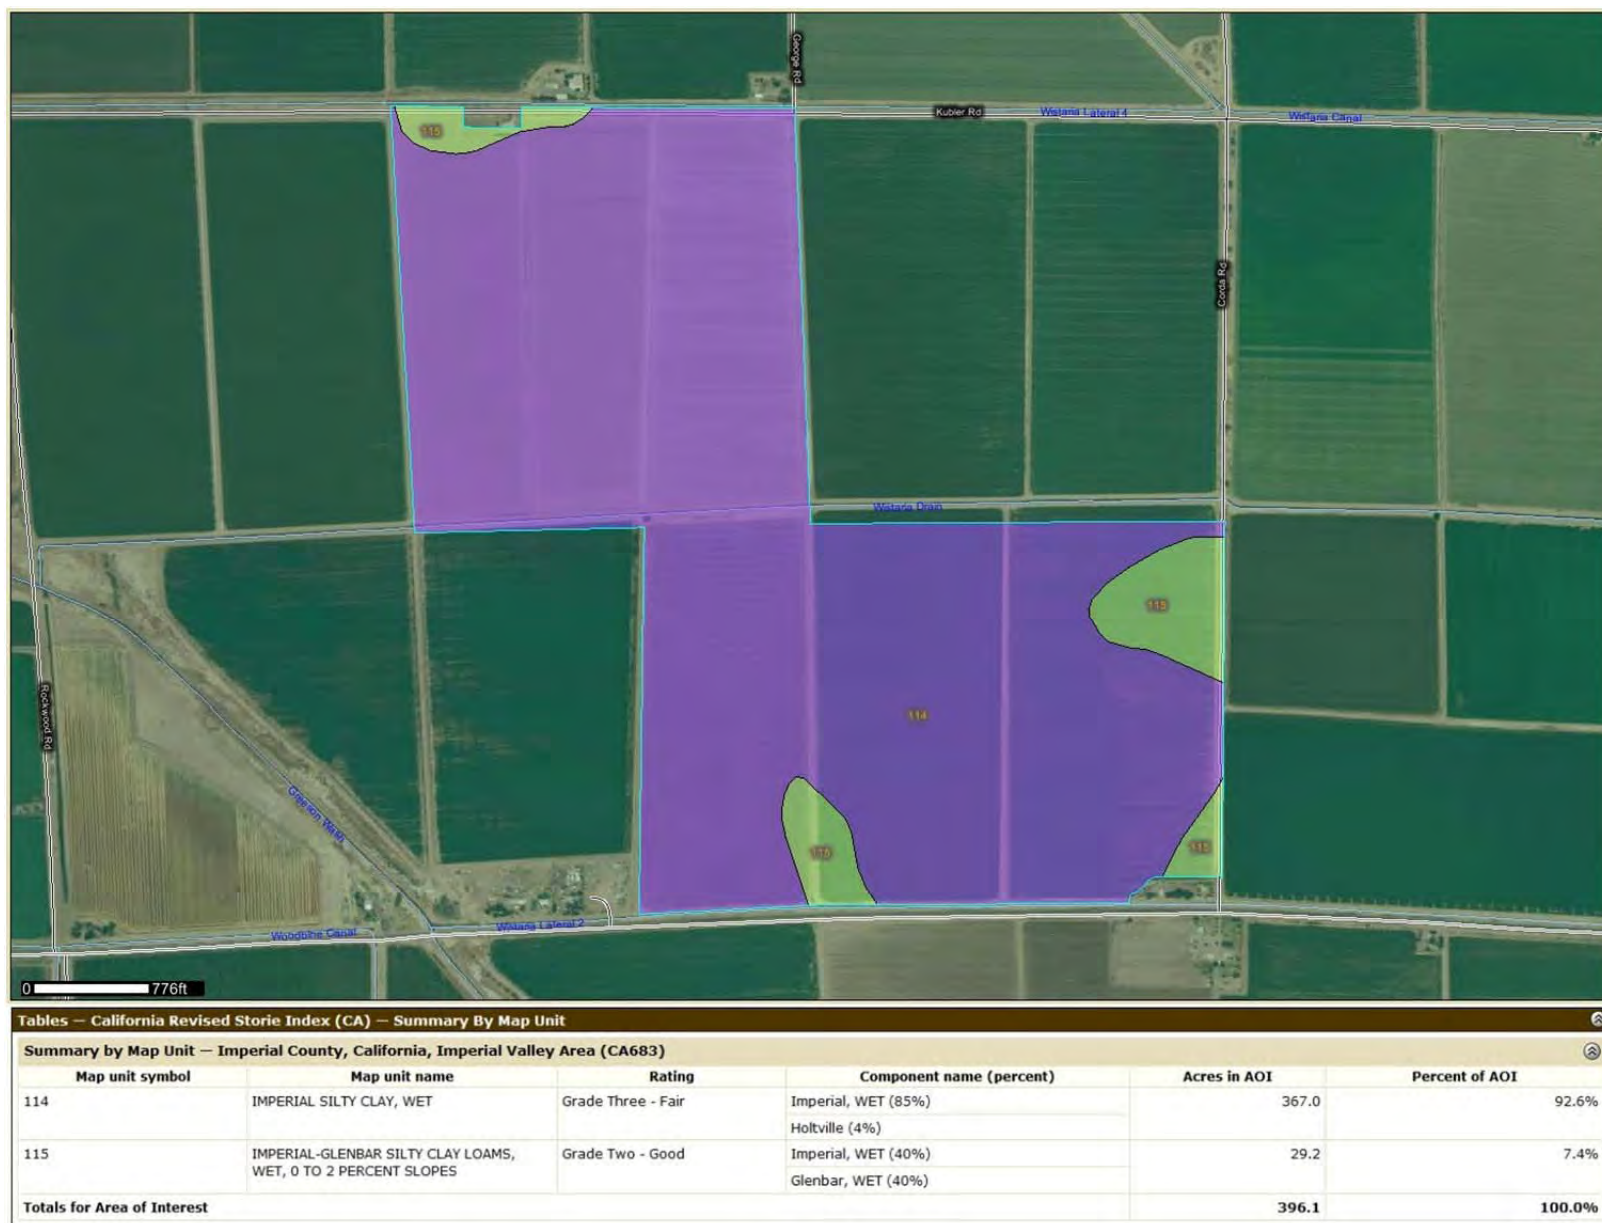 George Rd
Kubler Rd
Wistaria Lateral 4
Wistaria Canal
115
Corda Rd
Wistaria Drain
115
Rockwood Rd
114
Greeson Wash
115
115
Woodbine Canal
Wistaria Lateral 2
0 776ft
Tables — California Revised Storie Index (CA) — Summary By Map Unit
Summary by Map Unit — Imperial County, California, Imperial Valley Area (CA683)
Map unit symbol Map unit name Rating Component name (percent) Acres in AOI Percent of AOI
114 IMPERIAL SILTY CLAY, WET Grade Three - Fair Imperial, WET (85%) 367.0 92.6%
Holtville (4%)
115 IMPERIAL-GLENBAR SILTY CLAY LOAMS, Grade Two - Good Imperial, WET (40%) 29.2 7.4%
WET, 0 TO 2 PERCENT SLOPES
Glenbar, WET (40%)
Totals for Area of Interest 396.1 100.0%